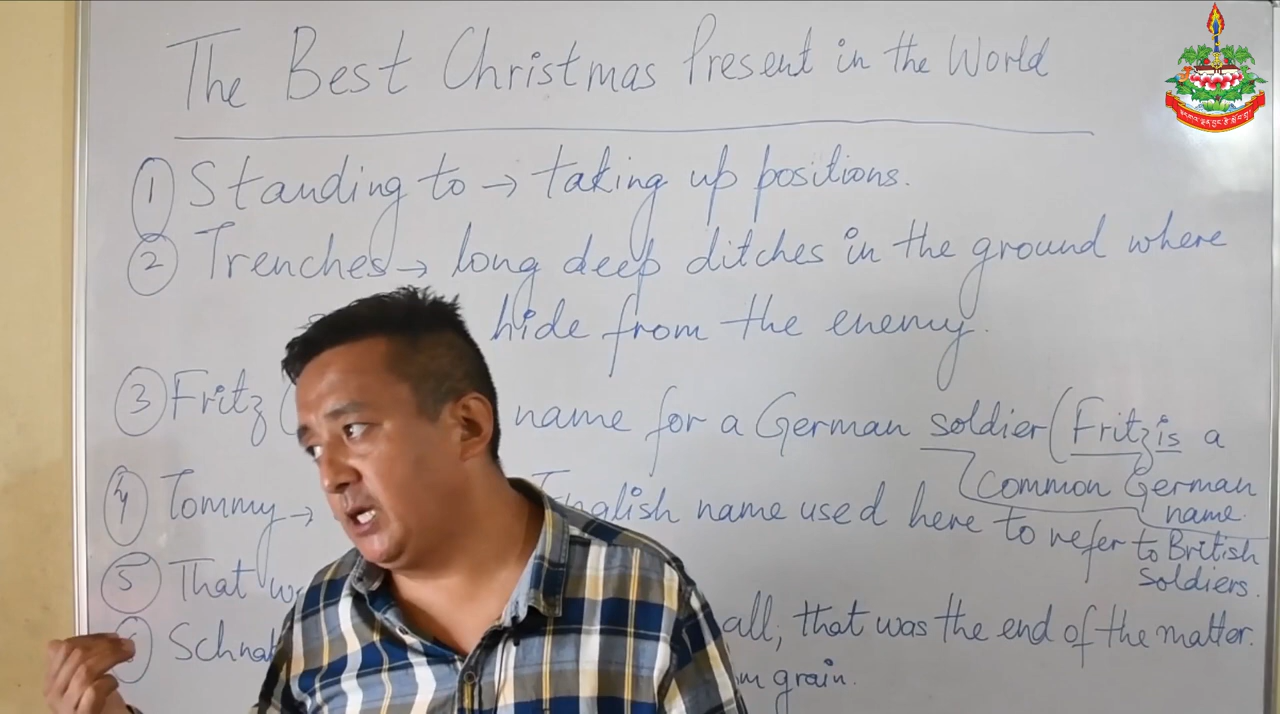 The Best Christmas Present in the World
① Standing to → taking up positions.
② Trenches → long deep ditches in the ground where
hide from the enemy.
③ Fritz ( name for a German soldier (Fritz is a
common German
name.
④ Tommy → English name used here to refer to British
soldiers.
⑤ That
all, that was the end of the matter.
grain.